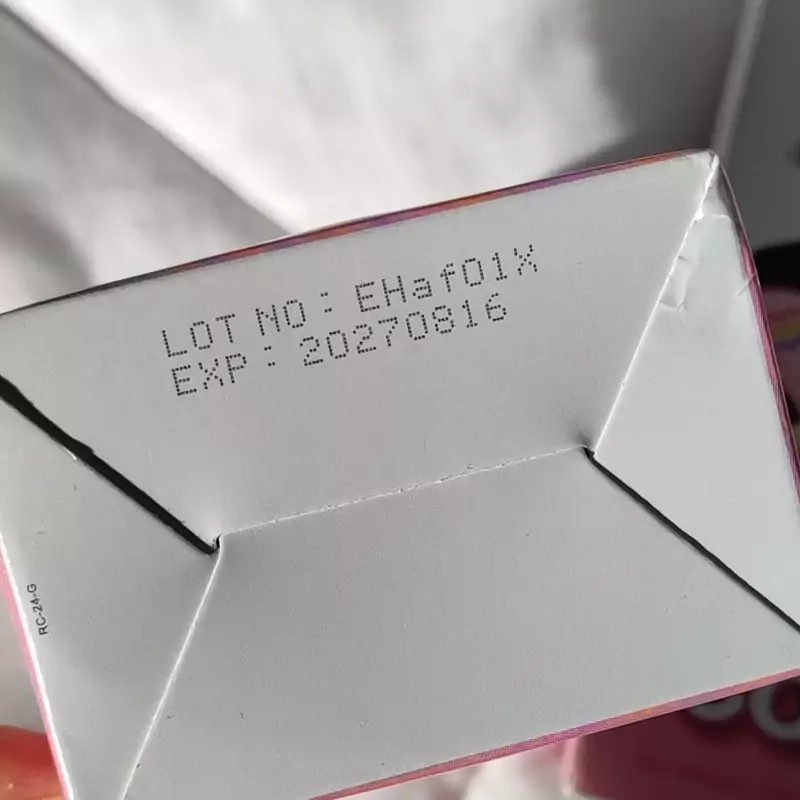 LOT NO : EHaf01X
EXP : 20270816
RC-24-G